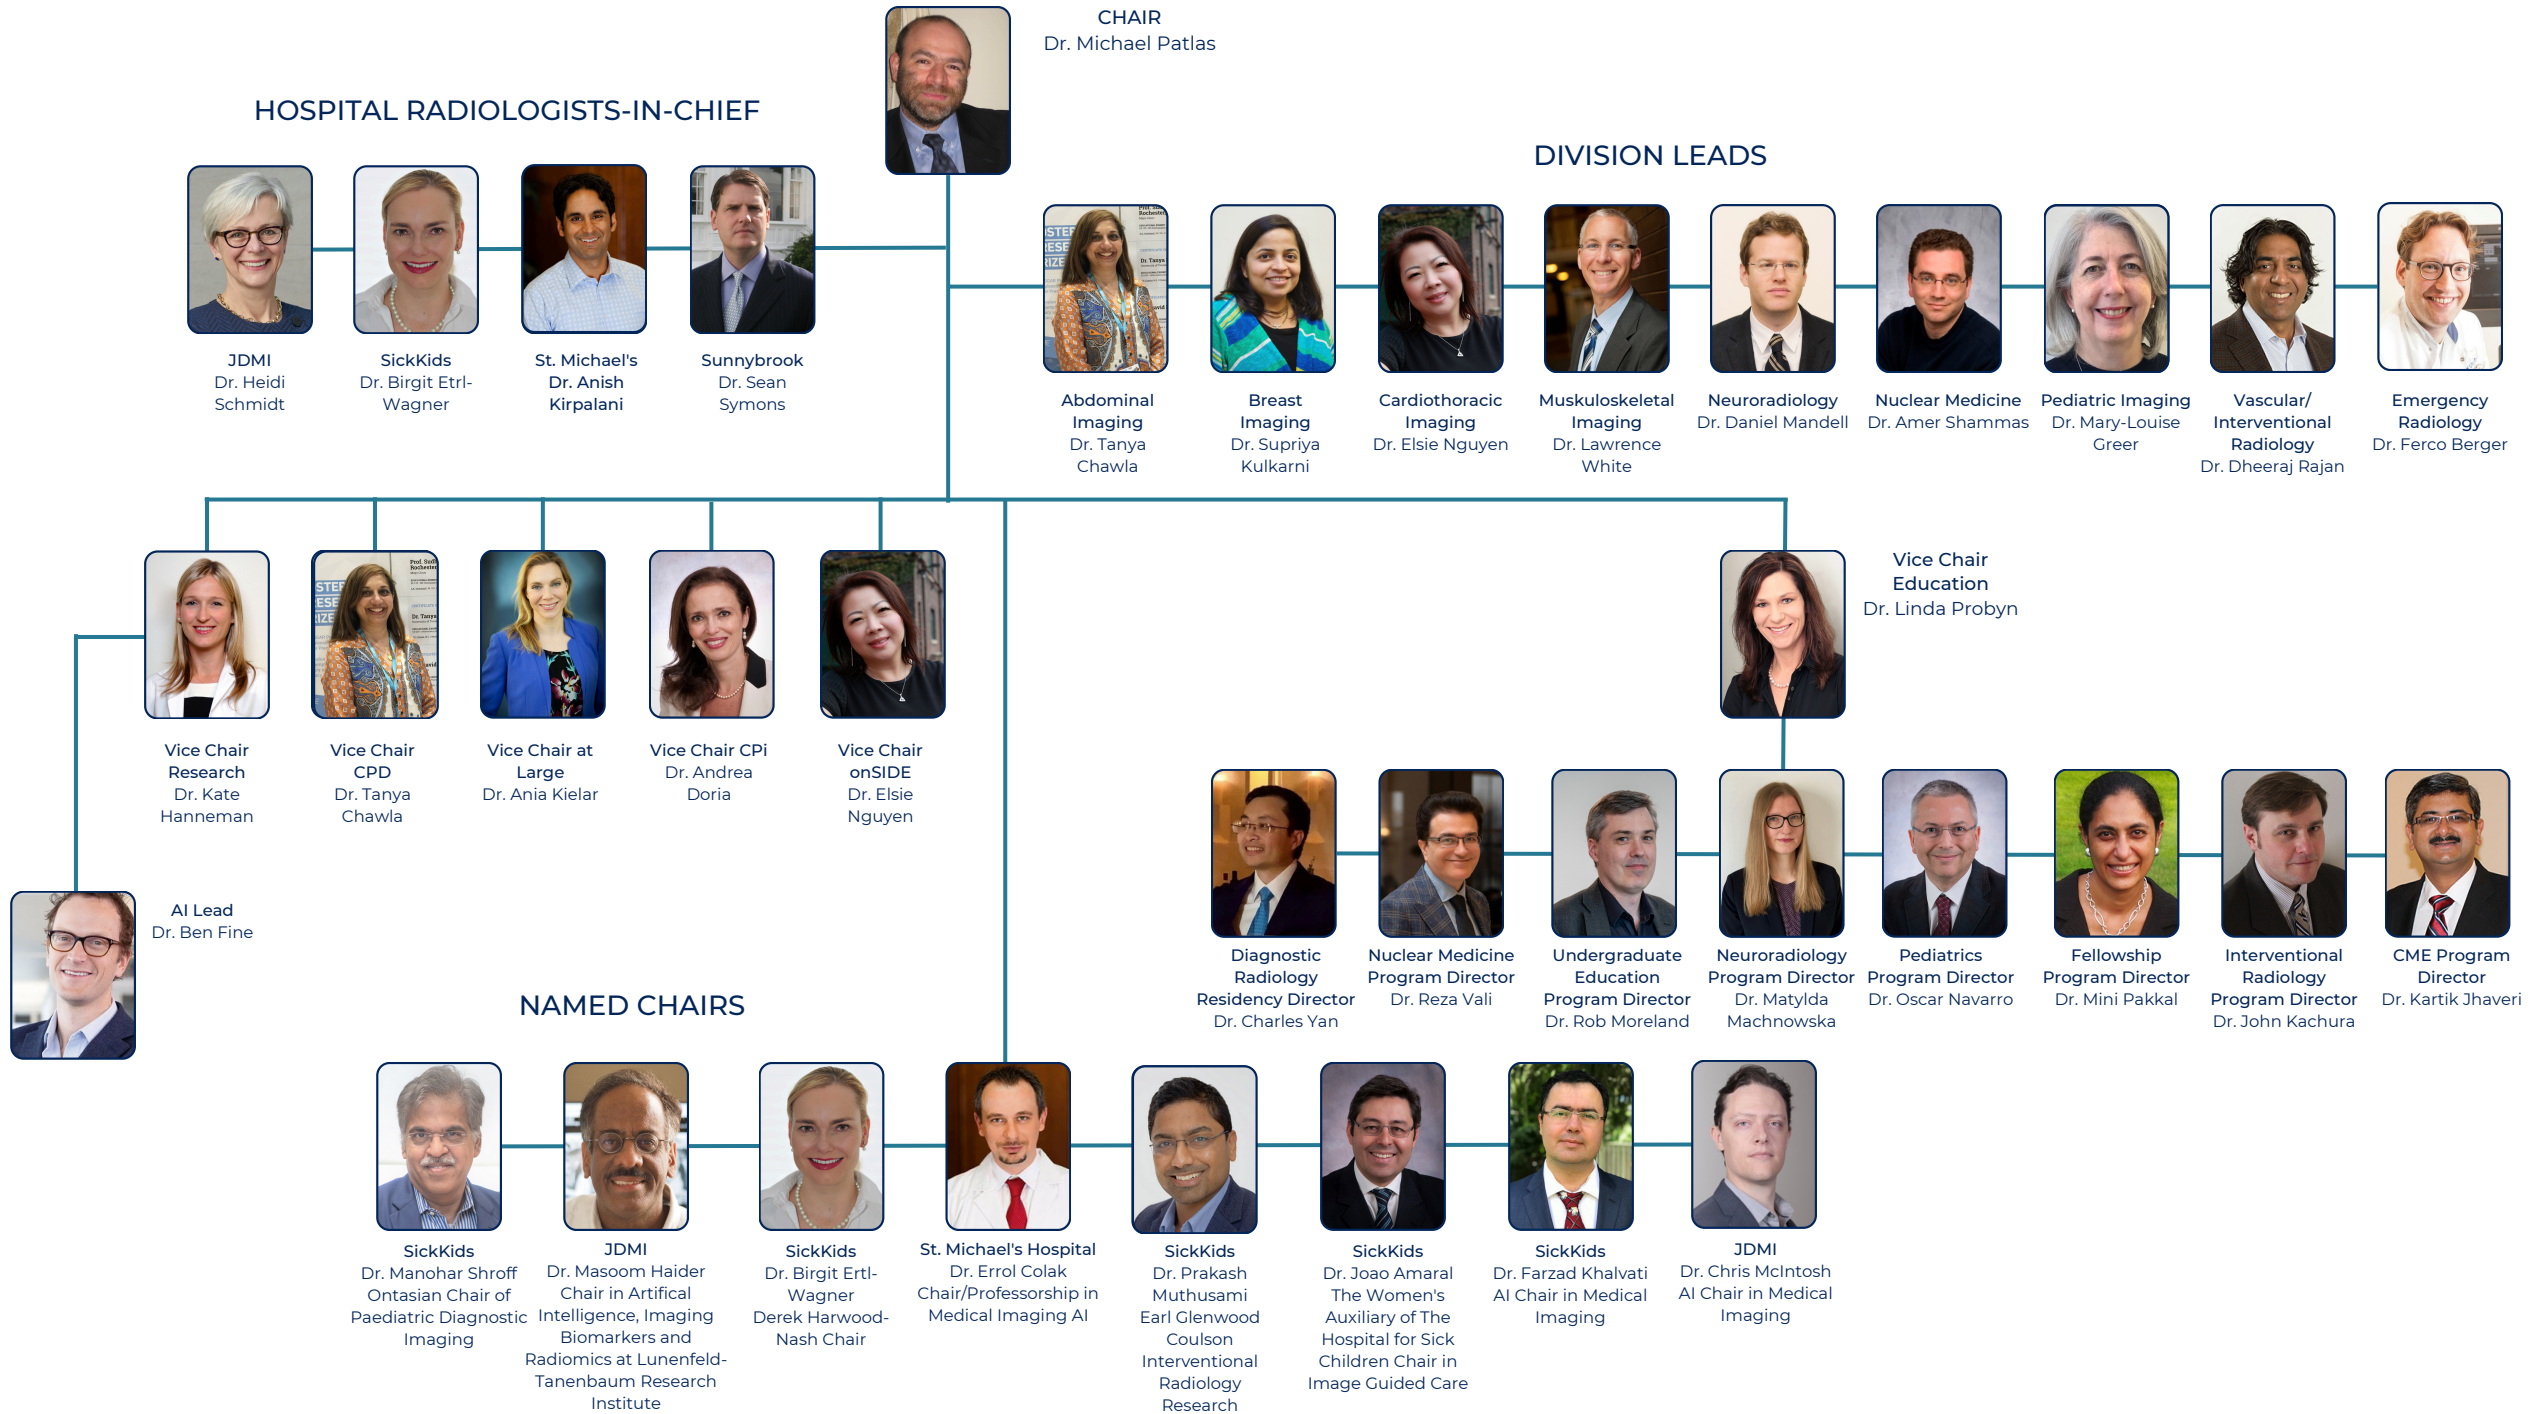 CHAIR
Dr. Michael Patlas
HOSPITAL RADIOLOGISTS-IN-CHIEF
JDMI
Dr. Heidi
Schmidt
SickKids
Dr. Birgit Etrl-
Wagner
St. Michael's
Dr. Anish
Kirpalani
Sunnybrook
Dr. Sean
Symons
DIVISION LEADS
Abdominal
Imaging
Dr. Tanya
Chawla
Breast
Imaging
Dr. Supriya
Kulkarni
Cardiothoracic
Imaging
Dr. Elsie Nguyen
Muskuloskeletal
Imaging
Dr. Lawrence
White
Neuroradiology
Dr. Daniel Mandell
Nuclear Medicine
Dr. Amer Shammas
Pediatric Imaging
Dr. Mary-Louise
Greer
Vascular/
Interventional
Radiology
Dr. Dheeraj Rajan
Emergency
Radiology
Dr. Ferco Berger
Vice Chair
Research
Dr. Kate
Hanneman
Vice Chair
CPD
Dr. Tanya
Chawla
Vice Chair at
Large
Dr. Ania Kielar
Vice Chair CPi
Dr. Andrea
Doria
Vice Chair
onSIDE
Dr. Elsie
Nguyen
Vice Chair
Education
Dr. Linda Probyn
AI Lead
Dr. Ben Fine
Diagnostic
Radiology
Residency Director
Dr. Charles Yan
Nuclear Medicine
Program Director
Dr. Reza Vali
Undergraduate
Education
Program Director
Dr. Rob Moreland
Neuroradiology
Program Director
Dr. Matylda
Machnowska
Pediatrics
Program Director
Dr. Oscar Navarro
Fellowship
Program Director
Dr. Mini Pakkal
Interventional
Radiology
Program Director
Dr. John Kachura
CME Program
Director
Dr. Kartik Jhaveri
NAMED CHAIRS
SickKids
Dr. Manohar Shroff
Ontasian Chair of
Paediatric Diagnostic
Imaging
JDMI
Dr. Masoom Haider
Chair in Artifical
Intelligence, Imaging
Biomarkers and
Radiomics at Lunenfeld-
Tanenbaum Research
Institute
SickKids
Dr. Birgit Ertl-
Wagner
Derek Harwood-
Nash Chair
St. Michael's Hospital
Dr. Errol Colak
Chair/Professorship in
Medical Imaging AI
SickKids
Dr. Prakash
Muthusami
Earl Glenwood
Coulson
Interventional
Radiology
Research
SickKids
Dr. Joao Amaral
The Women's
Auxiliary of The
Hospital for Sick
Children Chair in
Image Guided Care
SickKids
Dr. Farzad Khalvati
AI Chair in Medical
Imaging
JDMI
Dr. Chris McIntosh
AI Chair in Medical
Imaging